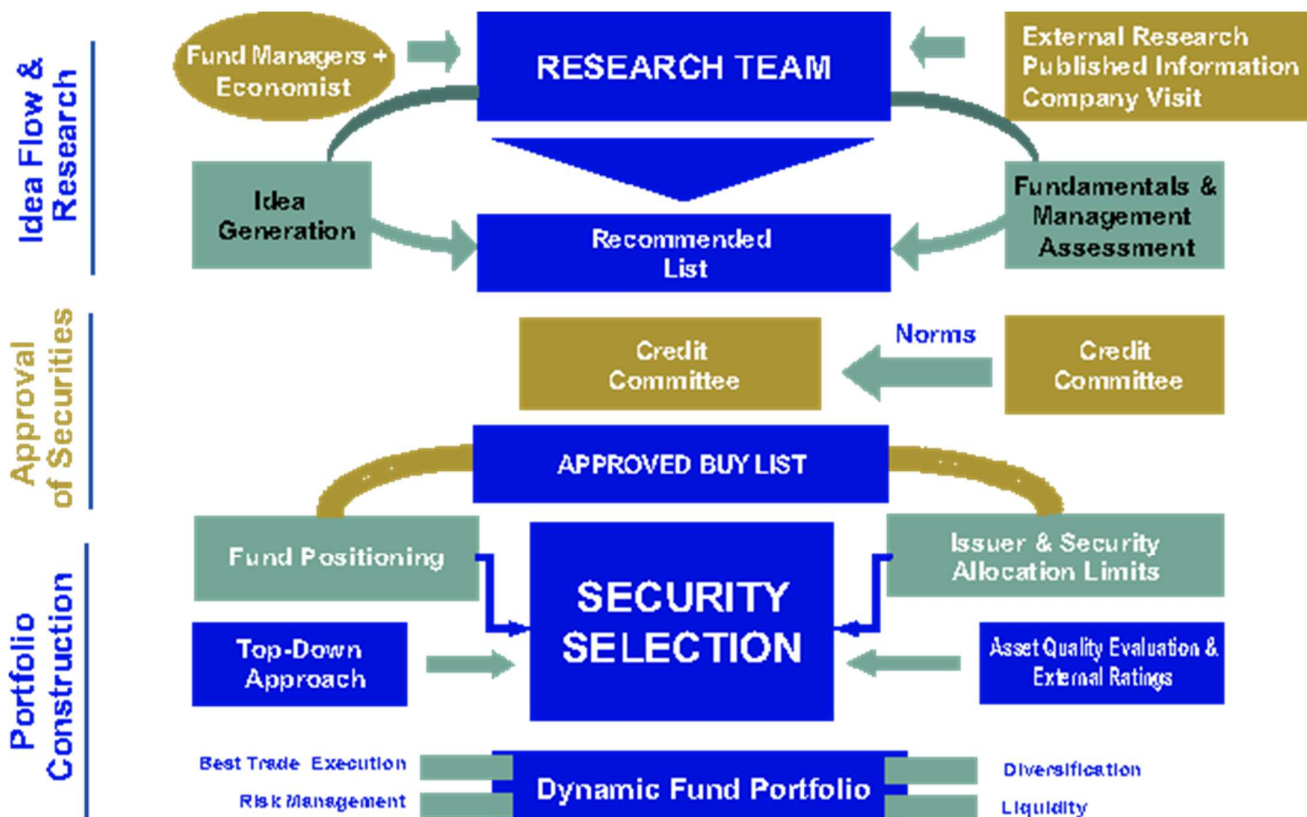 Idea Flow &
Research
Fund Managers +
Economist
RESEARCH TEAM
External Research
Published Information
Company Visit
Idea
Generation
Recommended
List
Fundamentals &
Management
Assessment
Approval
of Securities
Credit
Committee
Norms
Credit
Committee
APPROVED BUY LIST
Portfolio
Construction
Fund Positioning
SECURITY
SELECTION
Issuer & Security
Allocation Limits
Top-Down
Approach
Asset Quality Evaluation &
External Ratings
Best Trade Execution
Risk Management
Dynamic Fund Portfolio
Diversification
Liquidity